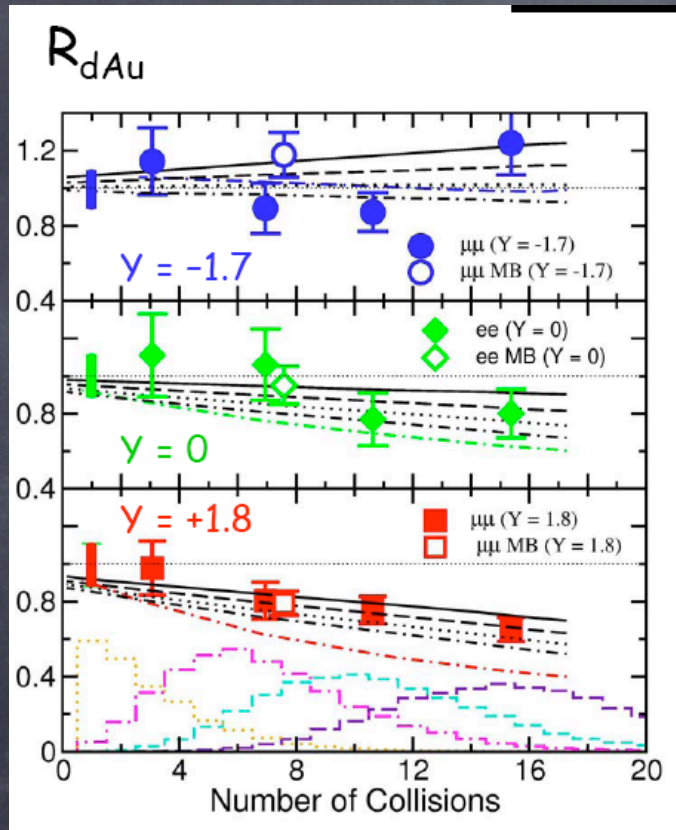 R_dAu
1.2
0.8
Y = -1.7
μμ (Y = -1.7)
μμ MB (Y = -1.7)
0.4
ee (Y = 0)
ee MB (Y = 0)
0.8
Y = 0
0.4
Y = +1.8
μμ (Y = 1.8)
μμ MB (Y = 1.8)
0.8
0.4
0
0 4 8 12 16 20
Number of Collisions